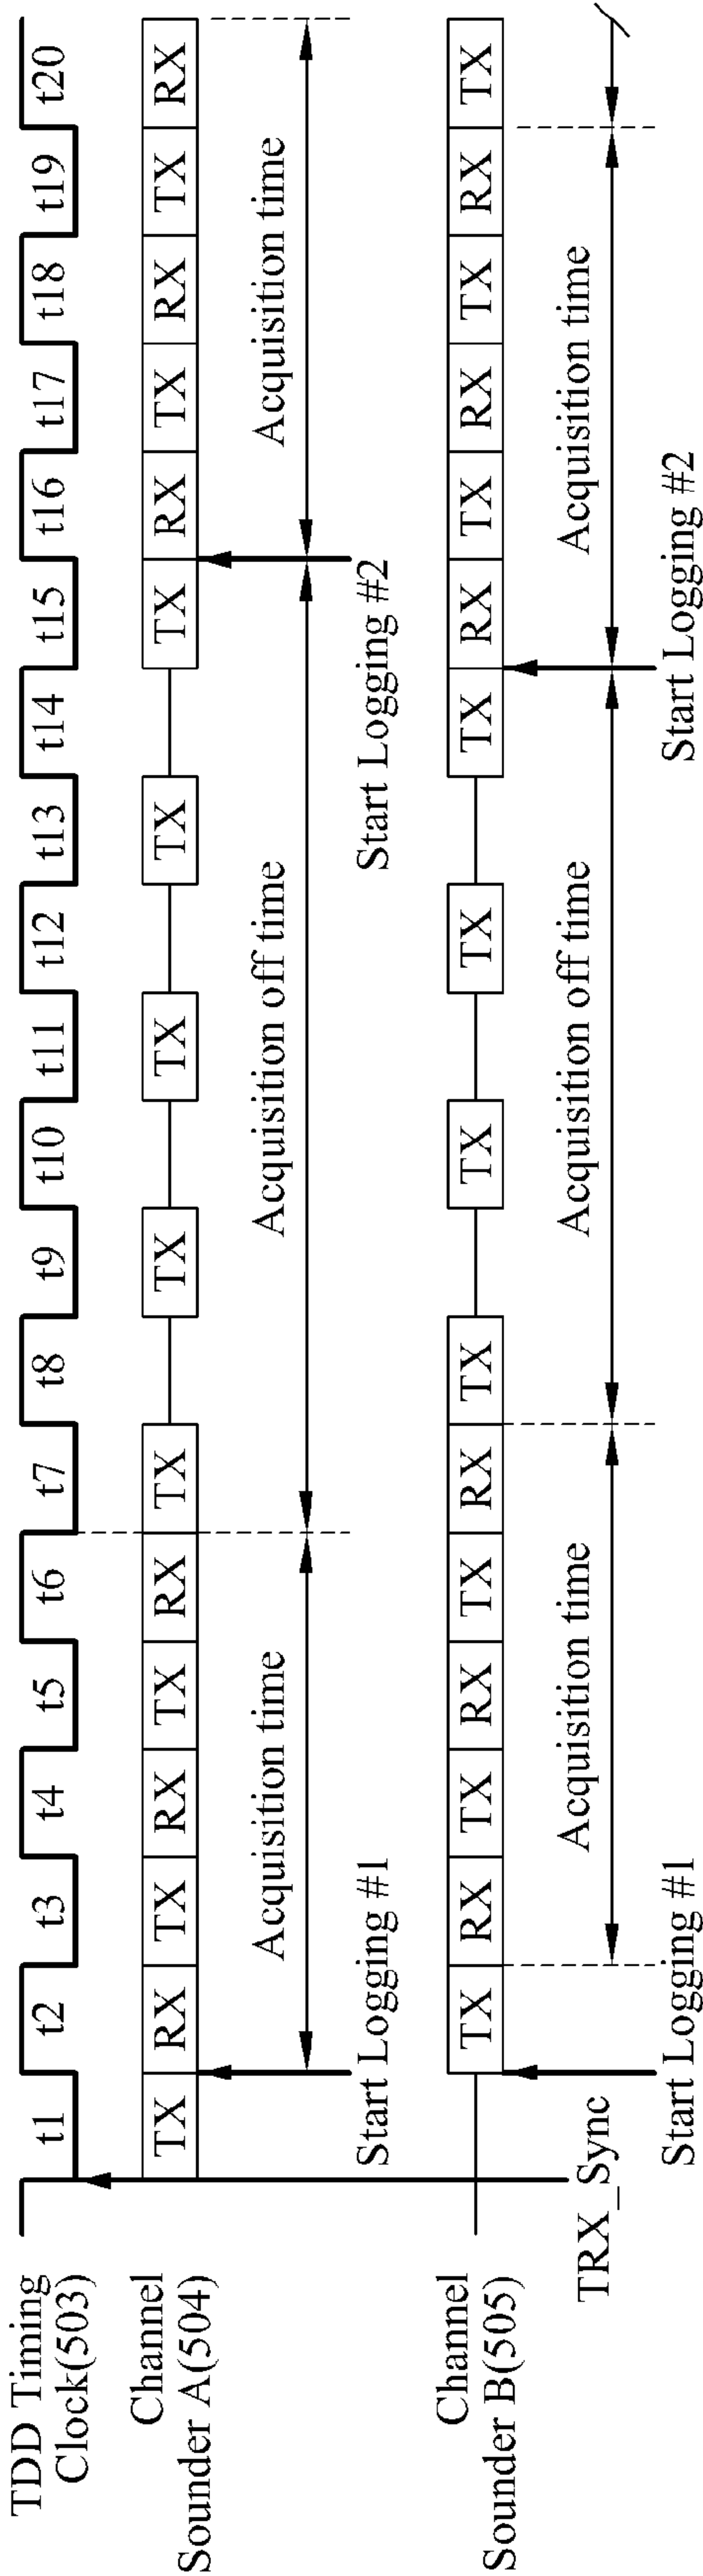 TDD Timing
Clock(503)
t1 t2 t3 t4 t5 t6 t7 t8 t9 t10 t11 t12 t13 t14 t15 t16 t17 t18 t19 t20
Channel
Sounder A(504)
TX RX TX RX TX RX TX TX TX TX TX RX TX RX TX RX
Acquisition time
Acquisition off time
Acquisition time
Start Logging #1
Start Logging #2
Channel
Sounder B(505)
TX RX TX RX TX RX TX TX TX TX RX TX RX TX RX TX
Acquisition time
Acquisition off time
Acquisition time
TRX_Sync
Start Logging #1
Start Logging #2